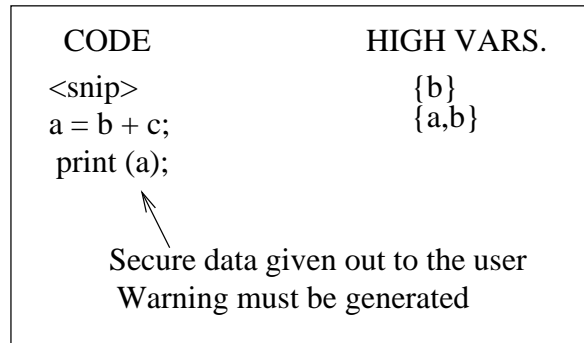 CODE HIGH VARS.
<snip> {b}
a = b + c; {a,b}
print (a);
Secure data given out to the user
Warning must be generated